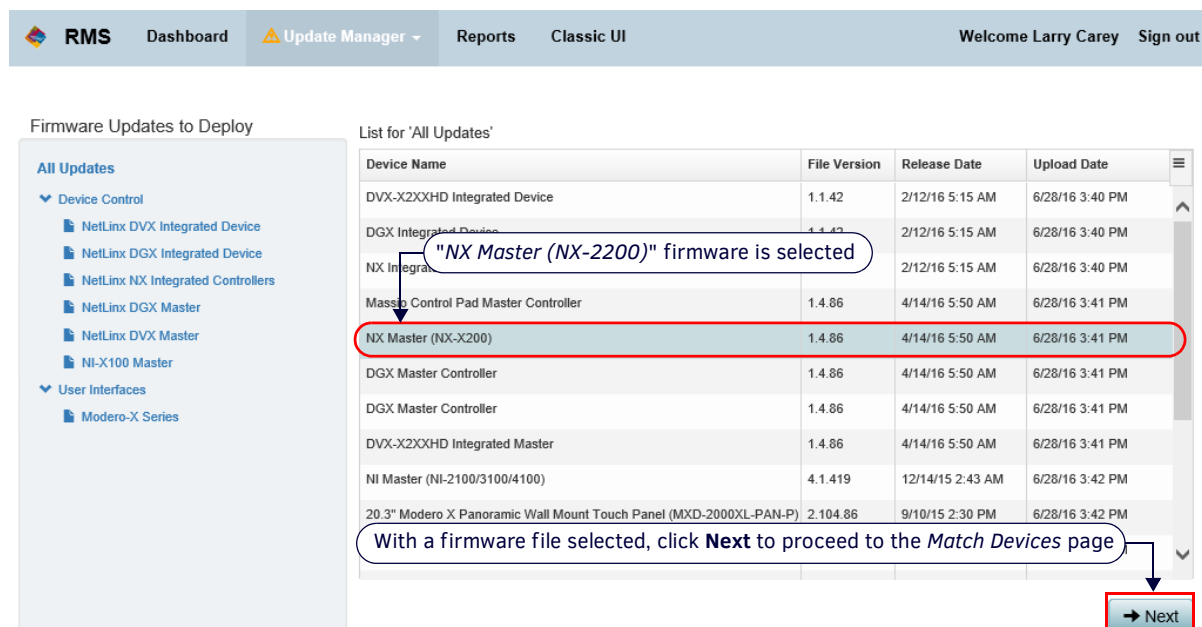 RMS Dashboard Update Manager Reports Classic UI Welcome Larry Carey Sign out
Firmware Updates to Deploy
All Updates
Device Control
NetLinx DVX Integrated Device
NetLinx DGX Integrated Device
NetLinx NX Integrated Controllers
NetLinx DGX Master
NetLinx DVX Master
NI-X100 Master
User Interfaces
Modero-X Series
List for 'All Updates'
Device Name File Version Release Date Upload Date
DVX-X2XXHD Integrated Device 1.1.42 2/12/16 5:15 AM 6/28/16 3:40 PM
DGX Integrated Device 1.1.42 2/12/16 5:15 AM 6/28/16 3:40 PM
"NX Master (NX-2200)" firmware is selected
NX 2/12/16 5:15 AM 6/28/16 3:40 PM
Massio Control Pad Master Controller 1.4.86 4/14/16 5:50 AM 6/28/16 3:41 PM
NX Master (NX-X200) 1.4.86 4/14/16 5:50 AM 6/28/16 3:41 PM
DGX Master Controller 1.4.86 4/14/16 5:50 AM 6/28/16 3:41 PM
DGX Master Controller 1.4.86 4/14/16 5:50 AM 6/28/16 3:41 PM
DVX-X2XXHD Integrated Master 1.4.86 4/14/16 5:50 AM 6/28/16 3:41 PM
NI Master (NI-2100/3100/4100) 4.1.419 12/14/15 2:43 AM 6/28/16 3:42 PM
20.3" Modero X Panoramic Wall Mount Touch Panel (MXD-2000XL-PAN-P) 2.104.86 9/10/15 2:30 PM 6/28/16 3:42 PM
With a firmware file selected, click Next to proceed to the Match Devices page
Next